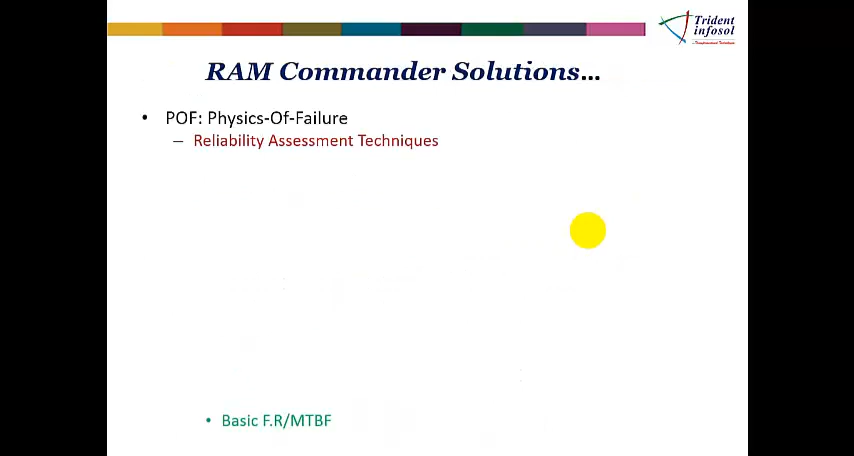 Trident
infosol
RAM Commander Solutions...
• POF: Physics-Of-Failure
– Reliability Assessment Techniques
• Basic F.R/MTBF